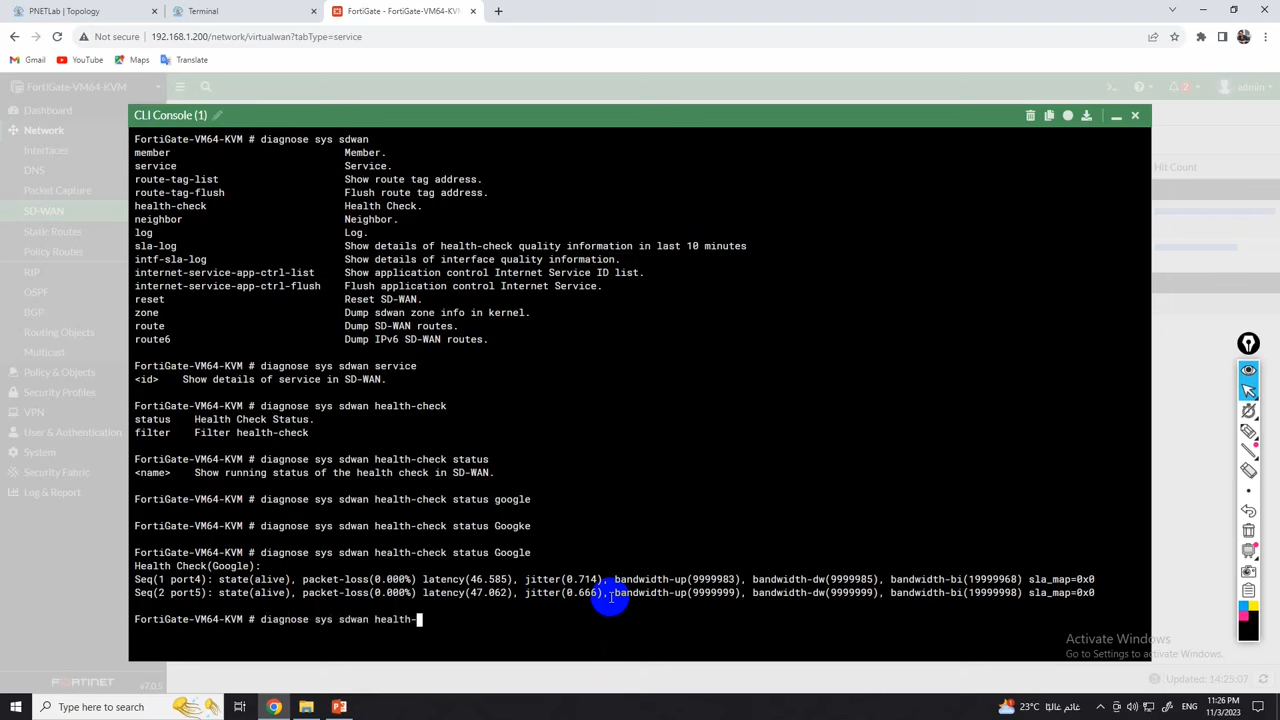 PNETLab | Topology
Terminal
FortiGate - FortiGate-VM64-KVM
Not secure | 192.168.1.200/network/virtualwan?tabType=service
Gmail
YouTube
Maps
Translate
FortiGate-VM64-KVM
admin
2
Dashboard
Network
Interfaces
DNS
Packet Capture
SD-WAN
Static Routes
Policy Routes
RIP
OSPF
BGP
Routing Objects
Multicast
Policy & Objects
Security Profiles
VPN
User & Authentication
System
Security Fabric
Log & Report
Hit Count
CLI Console (1)
FortiGate-VM64-KVM # diagnose sys sdwan
member Member.
service Service.
route-tag-list Show route tag address.
route-tag-flush Flush route tag address.
health-check Health Check.
neighbor Neighbor.
log Log.
sla-log Show details of health-check quality information in last 10 minutes
intf-sla-log Show details of interface quality information.
internet-service-app-ctrl-list Show application control Internet Service ID list.
internet-service-app-ctrl-flush Flush application control Internet Service.
reset Reset SD-WAN.
zone Dump sdwan zone info in kernel.
route Dump SD-WAN routes.
route6 Dump IPv6 SD-WAN routes.
FortiGate-VM64-KVM # diagnose sys sdwan service
<id> Show details of service in SD-WAN.
FortiGate-VM64-KVM # diagnose sys sdwan health-check
status Health Check Status.
filter Filter health-check
FortiGate-VM64-KVM # diagnose sys sdwan health-check status
<name> Show running status of the health check in SD-WAN.
FortiGate-VM64-KVM # diagnose sys sdwan health-check status google
FortiGate-VM64-KVM # diagnose sys sdwan health-check status Googke
FortiGate-VM64-KVM # diagnose sys sdwan health-check status Google
Health Check(Google):
Seq(1 port4): state(alive), packet-loss(0.000%) latency(46.585), jitter(0.714), bandwidth-up(9999983), bandwidth-dw(9999985), bandwidth-bi(19999968) sla_map=0x0
Seq(2 port5): state(alive), packet-loss(0.000%) latency(47.062), jitter(0.666), bandwidth-up(9999999), bandwidth-dw(9999999), bandwidth-bi(19999998) sla_map=0x0
FortiGate-VM64-KVM # diagnose sys sdwan health-
Activate Windows
Go to Settings to activate Windows.
FORTINET
v7.0.5
Updated: 14:25:07
Type here to search
23°C
غائم غالبًا
ENG
11:26 PM
11/3/2023